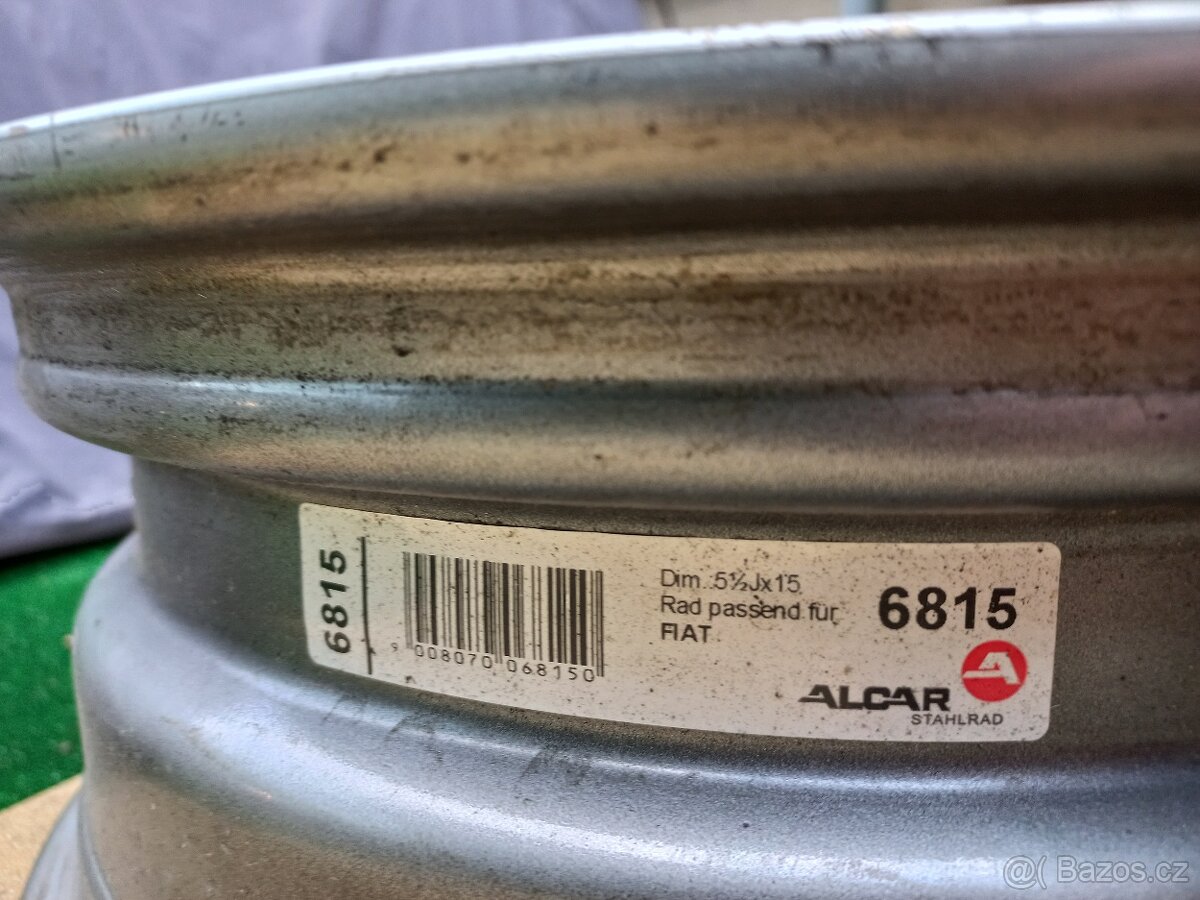 6815
9 008070 068150
Dim.:5½Jx15
Rad passend für
FIAT
6815
ALCAR
STAHLRAD
@( Bazos.cz